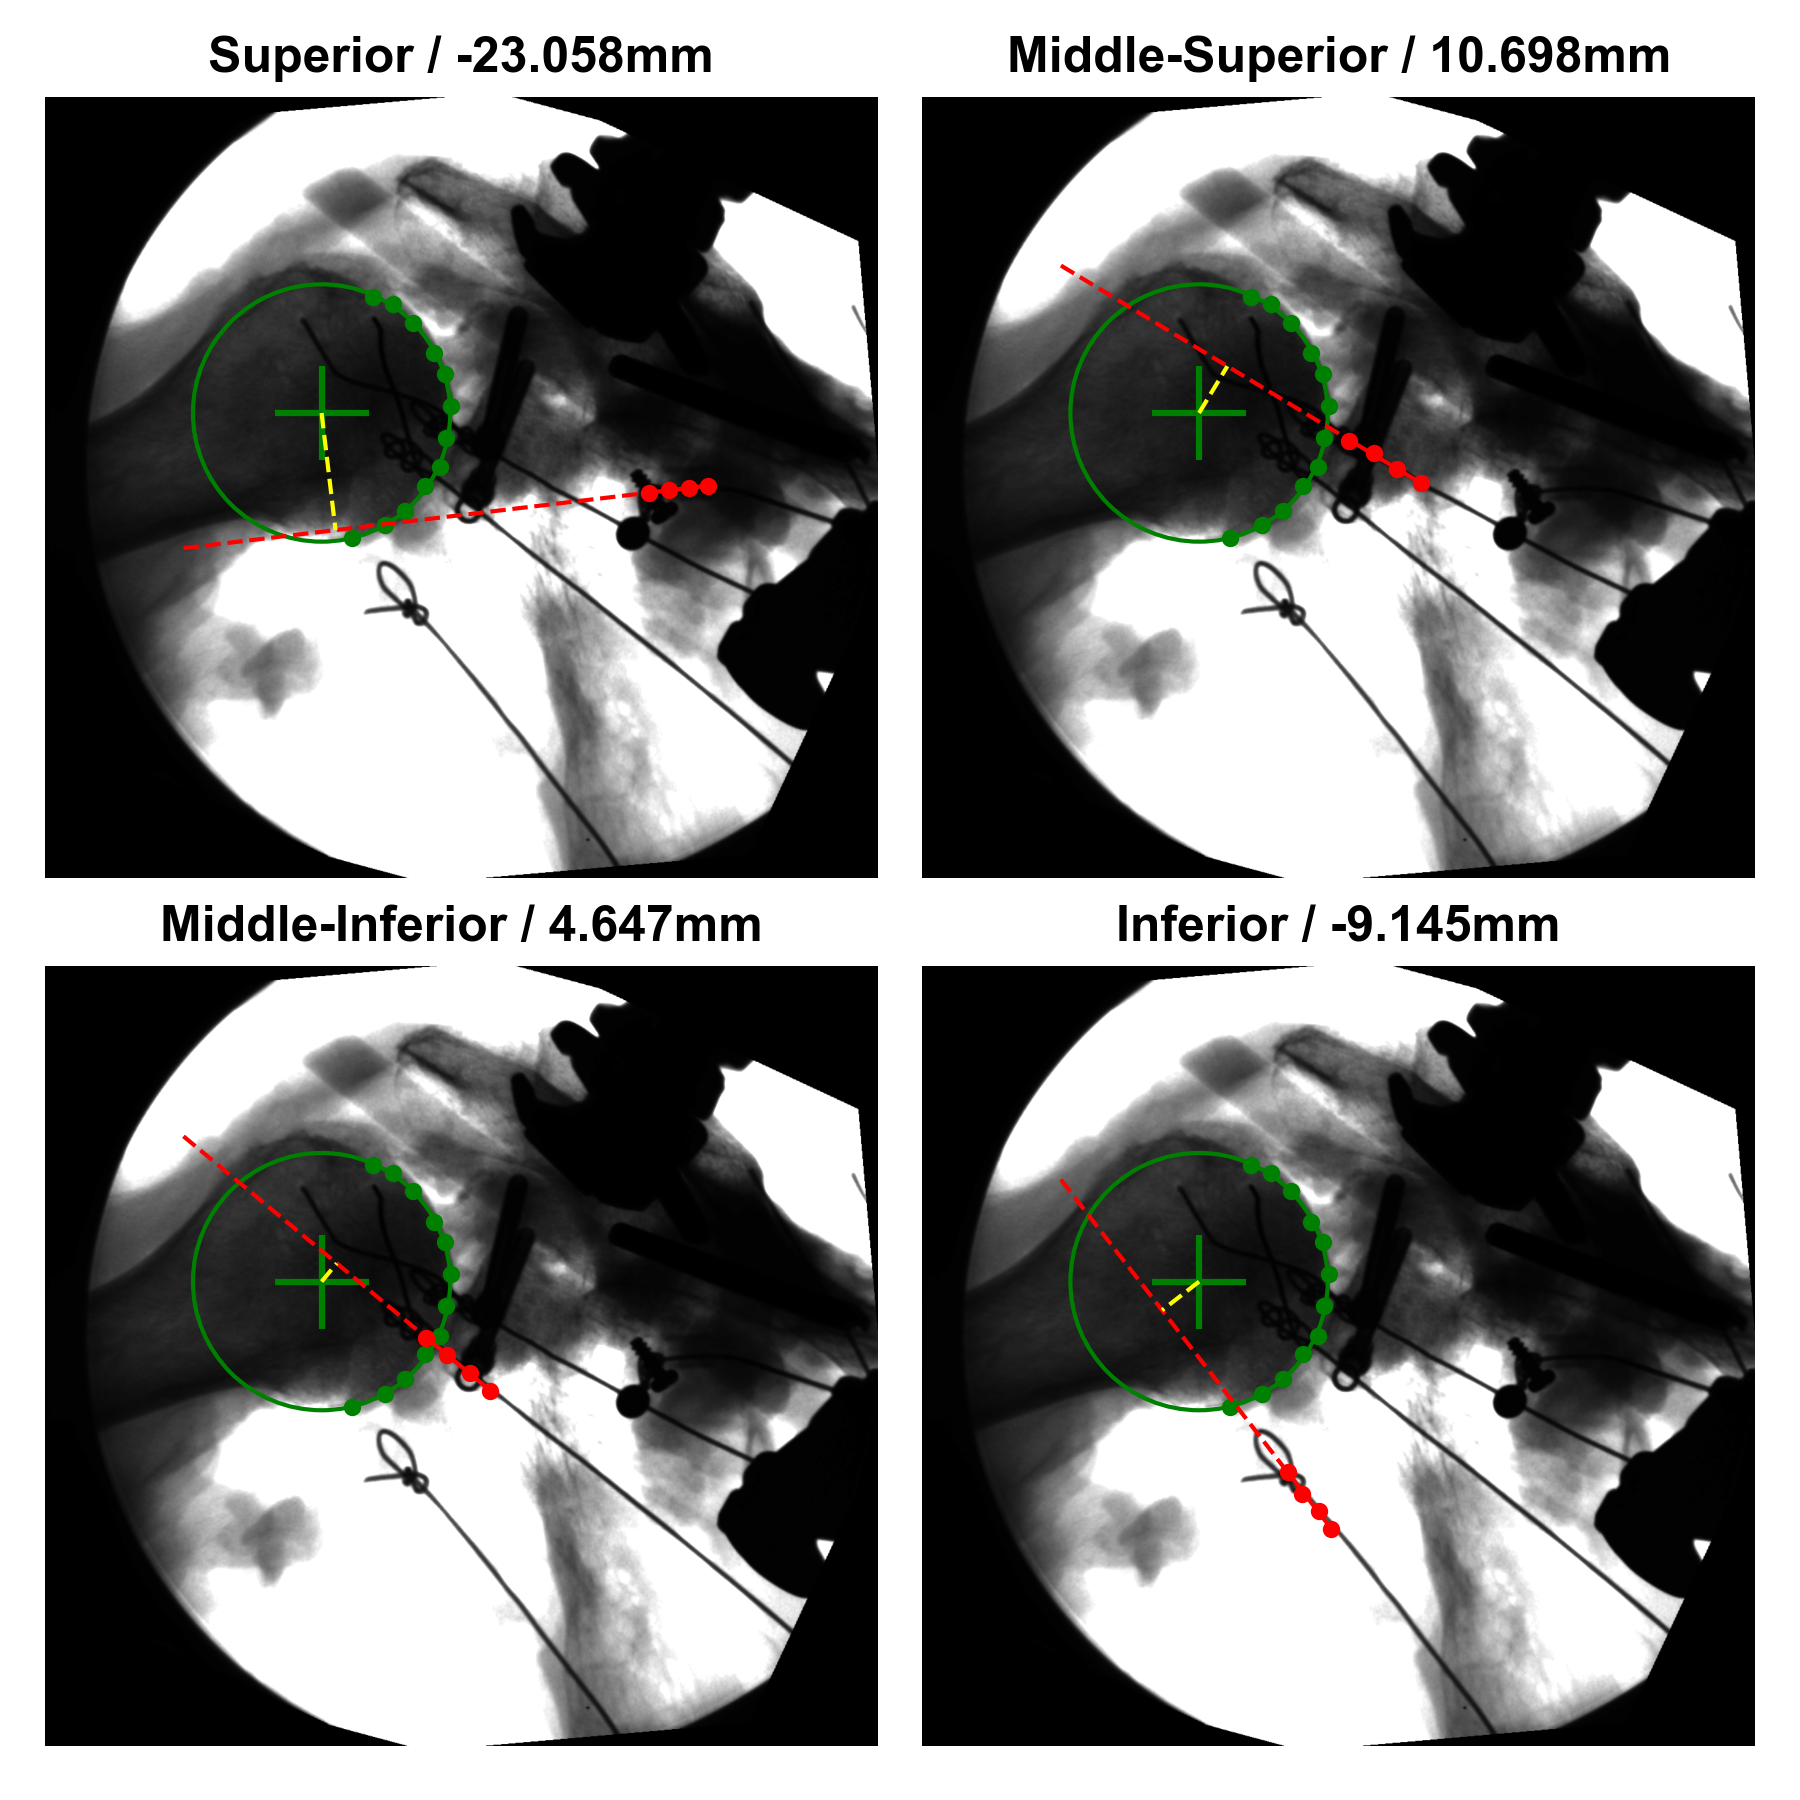 Superior / -23.058mm
Middle-Superior / 10.698mm
Middle-Inferior / 4.647mm
Inferior / -9.145mm